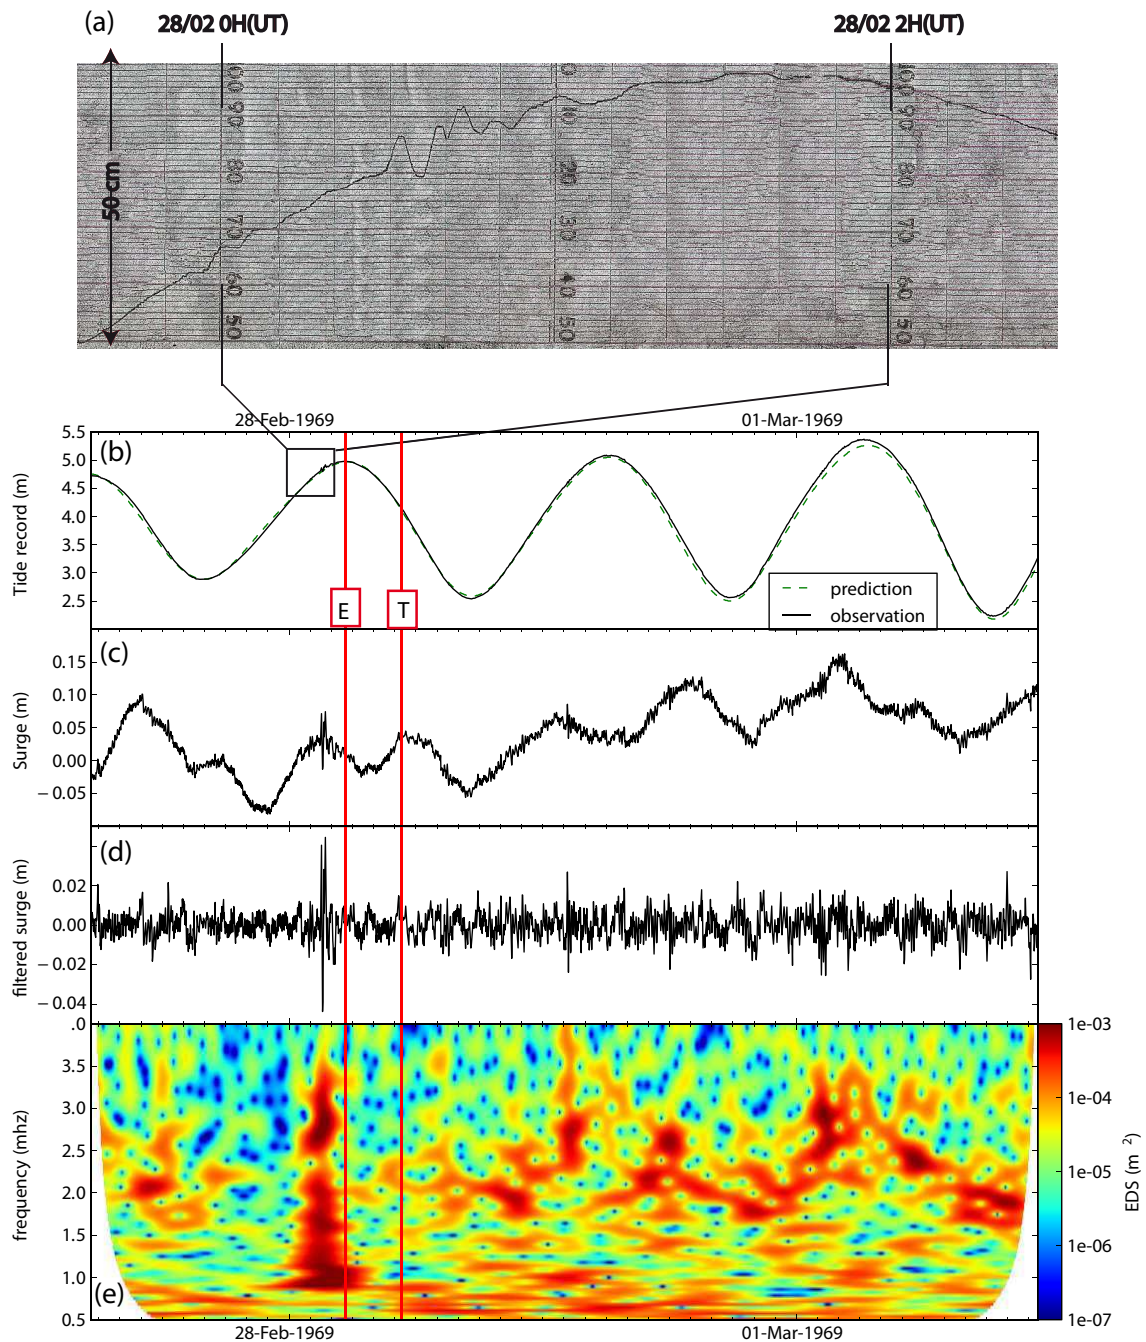 (a)
28/02 0H(UT)
28/02 2H(UT)
50 cm
90
80
70
60
50
10
20
30
40
50
90
80
70
60
50
28-Feb-1969
01-Mar-1969
(b)
5.5
5.0
4.5
4.0
3.5
3.0
2.5
Tide record (m)
E
T
prediction
observation
(c)
0.15
0.10
0.05
0.00
−0.05
Surge (m)
(d)
0.02
0.00
−0.02
−0.04
filtered surge (m)
.0
3.5
3.0
2.5
2.0
1.5
1.0
0.5
frequency (mhz)
(e)
28-Feb-1969
01-Mar-1969
1e-03
1e-04
1e-05
1e-06
1e-07
EDS (m 2)